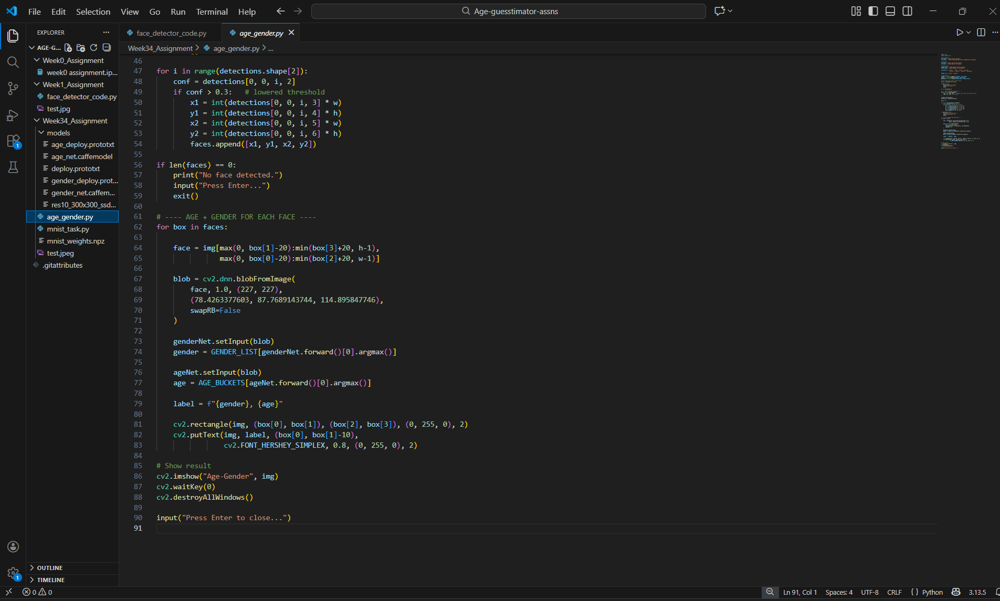 File Edit Selection View Go Run Terminal Help
Age-guesstimator-assns
EXPLORER
AGE-G...
Week0_Assignment
week0 assignment.ip...
Week1_Assignment
face_detector_code.py
test.jpg
Week34_Assignment
models
age_deploy.prototxt
age_net.caffemodel
deploy.prototxt
gender_deploy.prot...
gender_net.caffem...
res10_300x300_ssd...
age_gender.py
mnist_task.py
mnist_weights.npz
test.jpeg
.gitattributes
OUTLINE
TIMELINE
face_detector_code.py
age_gender.py
Week34_Assignment > age_gender.py > ...
46
47 for i in range(detections.shape[2]):
48     conf = detections[0, 0, i, 2]
49     if conf > 0.3:   # lowered threshold
50         x1 = int(detections[0, 0, i, 3] * w)
51         y1 = int(detections[0, 0, i, 4] * h)
52         x2 = int(detections[0, 0, i, 5] * w)
53         y2 = int(detections[0, 0, i, 6] * h)
54         faces.append([x1, y1, x2, y2])
55
56 if len(faces) == 0:
57     print("No face detected.")
58     input("Press Enter...")
59     exit()
60
61 # ---- AGE + GENDER FOR EACH FACE ----
62 for box in faces:
63
64     face = img[max(0, box[1]-20):min(box[3]+20, h-1),
65                max(0, box[0]-20):min(box[2]+20, w-1)]
66
67     blob = cv2.dnn.blobFromImage(
68         face, 1.0, (227, 227),
69         (78.4263377603, 87.7689143744, 114.895847746),
70         swapRB=False
71     )
72
73     genderNet.setInput(blob)
74     gender = GENDER_LIST[genderNet.forward()[0].argmax()]
75
76     ageNet.setInput(blob)
77     age = AGE_BUCKETS[ageNet.forward()[0].argmax()]
78
79     label = f"{gender}, {age}"
80
81     cv2.rectangle(img, (box[0], box[1]), (box[2], box[3]), (0, 255, 0), 2)
82     cv2.putText(img, label, (box[0], box[1]-10),
83                 cv2.FONT_HERSHEY_SIMPLEX, 0.8, (0, 255, 0), 2)
84
85 # Show result
86 cv2.imshow("Age-Gender", img)
87 cv2.waitKey(0)
88 cv2.destroyAllWindows()
89
90 input("Press Enter to close...")
91
1
1
0 0
Ln 91, Col 1 Spaces: 4 UTF-8 CRLF { } Python 3.13.5